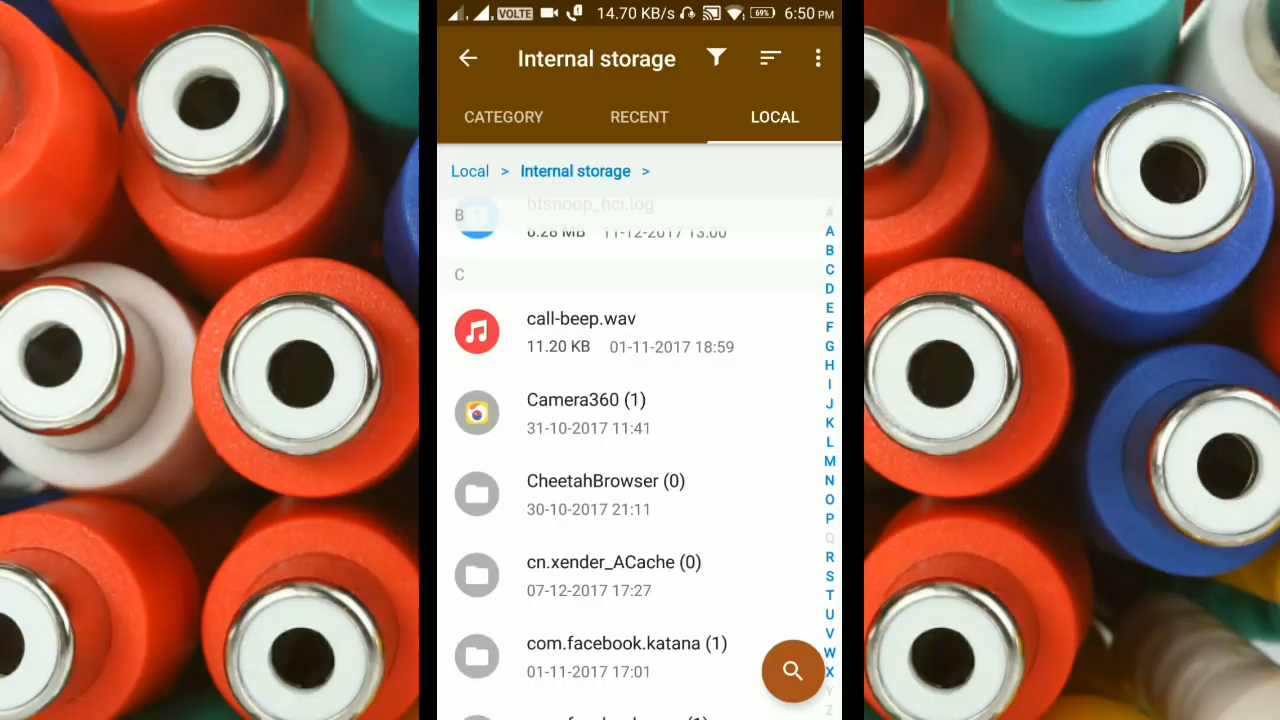 VOLTE 14.70 KB/s 69% 6:50 PM
Internal storage
CATEGORY RECENT LOCAL
Local > Internal storage >
B
btsnoop_hci.log
6.28 MB 11-12-2017 13:00
C
call-beep.wav
11.20 KB 01-11-2017 18:59
Camera360 (1)
31-10-2017 11:41
CheetahBrowser (0)
30-10-2017 21:11
cn.xender_ACache (0)
07-12-2017 17:27
com.facebook.katana (1)
01-11-2017 17:01
#
A
B
C
D
E
F
G
H
I
J
K
L
M
N
O
P
Q
R
S
T
U
V
W
X
Y
Z